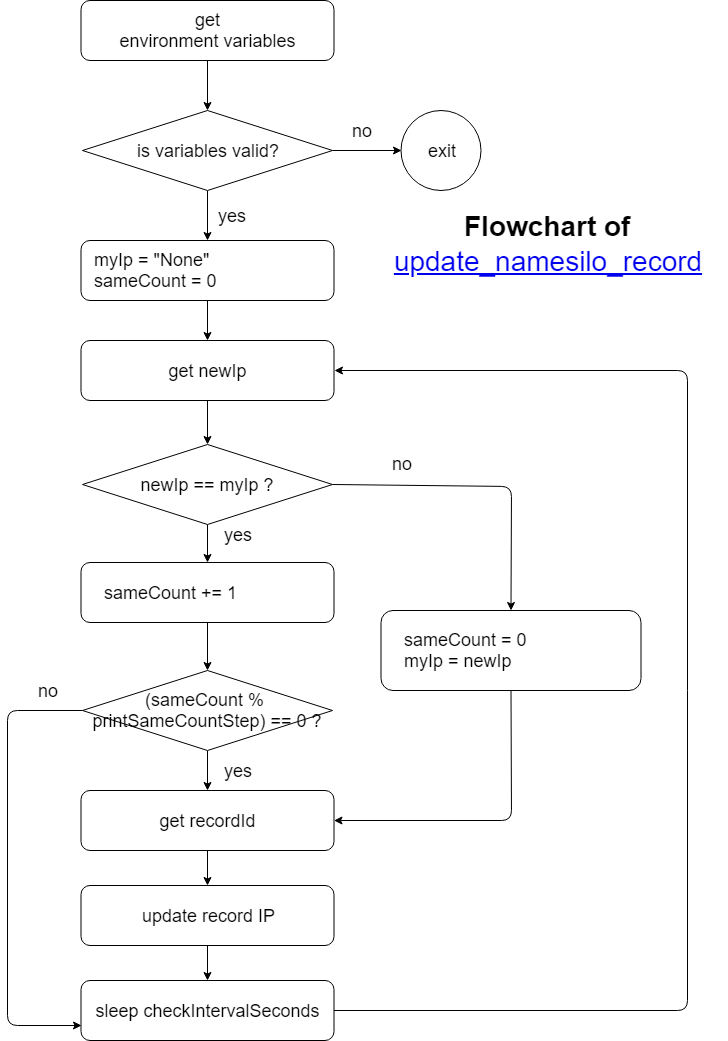 get
environment variables
is variables valid?
no
exit
yes
Flowchart of
update_namesilo_record
myIp = "None"
sameCount = 0
get newIp
newIp == myIp ?
no
yes
sameCount += 1
sameCount = 0
myIp = newIp
no
(sameCount %
printSameCountStep) == 0 ?
yes
get recordId
update record IP
sleep checkIntervalSeconds